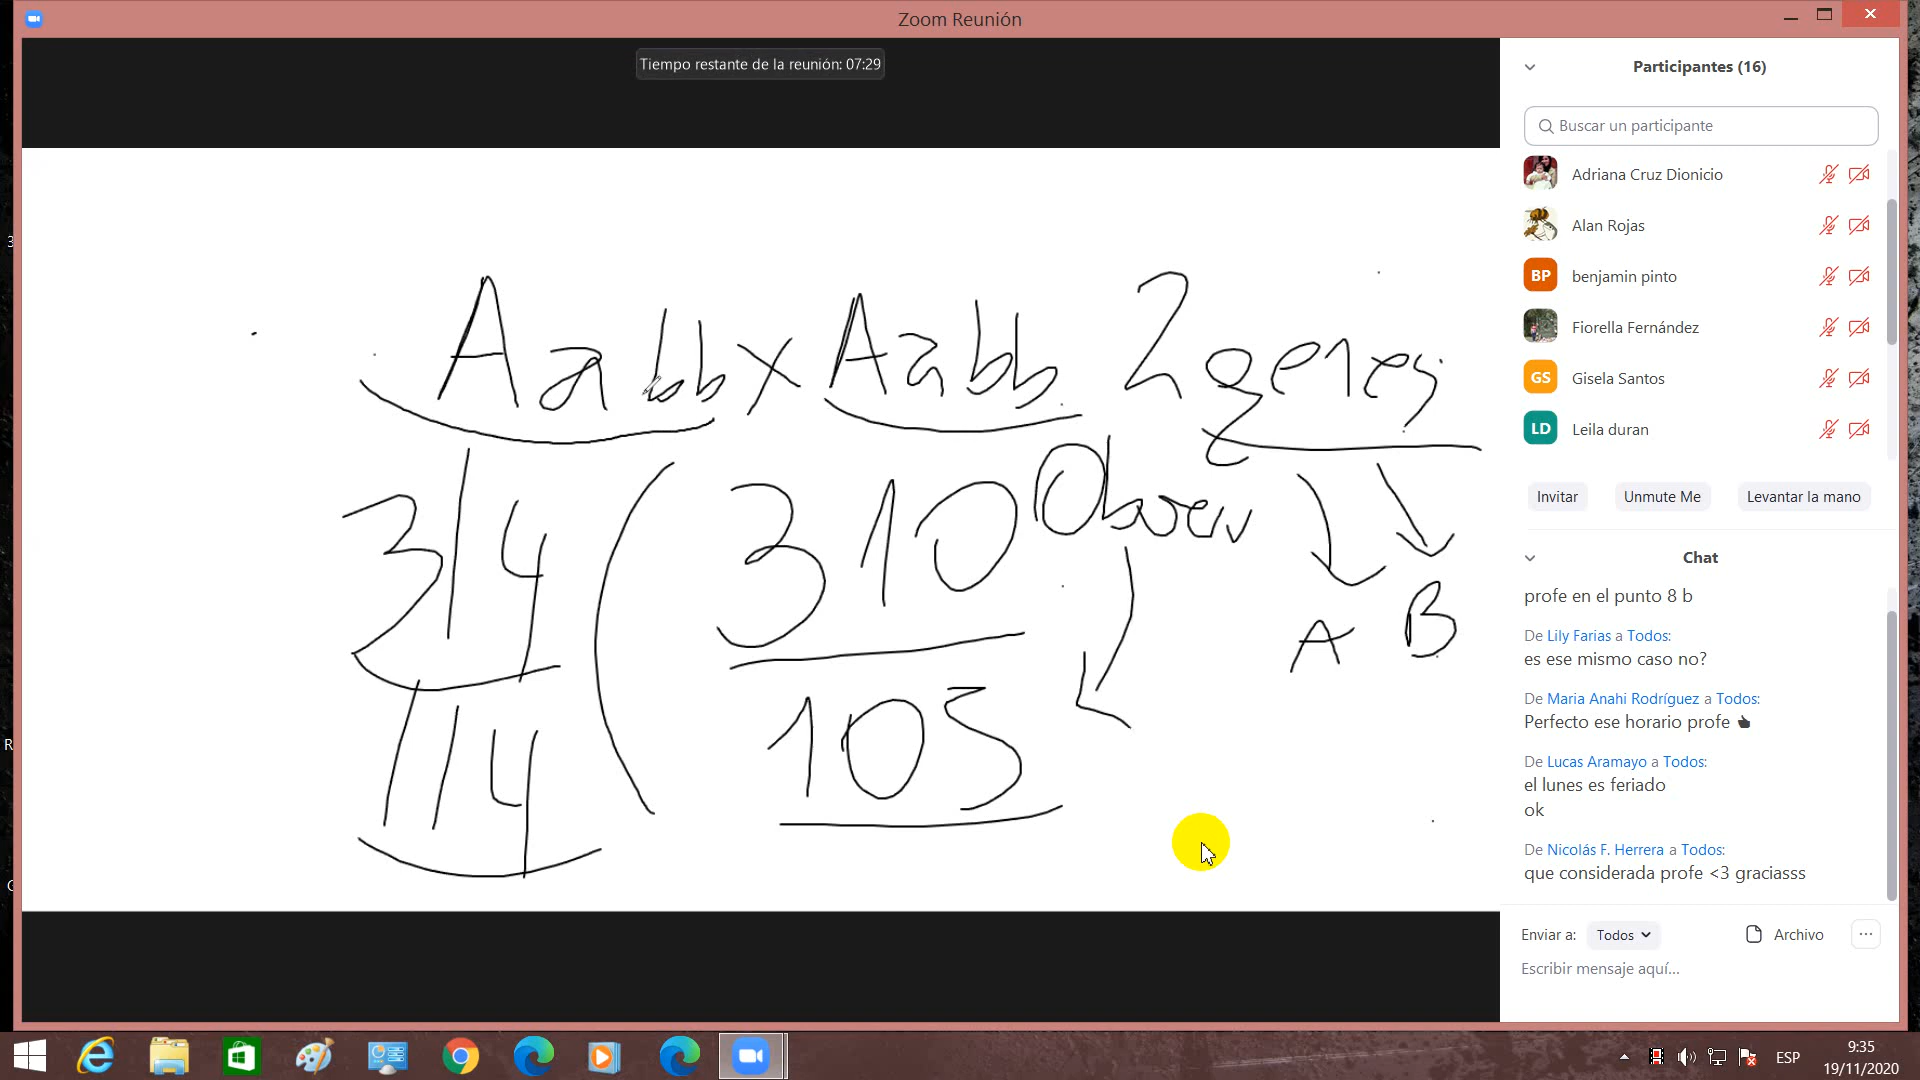 Zoom Reunión
Tiempo restante de la reunión: 07:29
Participantes (16)
Buscar un participante
Adriana Cruz Dionicio
Alan Rojas
BP benjamin pinto
Fiorella Fernández
GS Gisela Santos
LD Leila duran
Invitar Unmute Me Levantar la mano
Chat
profe en el punto 8 b
De Lily Farias a Todos:
es ese mismo caso no?
De Maria Anahi Rodríguez a Todos:
Perfecto ese horario profe
De Lucas Aramayo a Todos:
el lunes es feriado
ok
De Nicolás F. Herrera a Todos:
que considerada profe <3 graciasss
Enviar a: Todos Archivo ...
Escribir mensaje aquí...
Aabb x Aabb 2 genes
3/4 ( 310 Observ
A B
1/4 103
ESP
9:35
19/11/2020